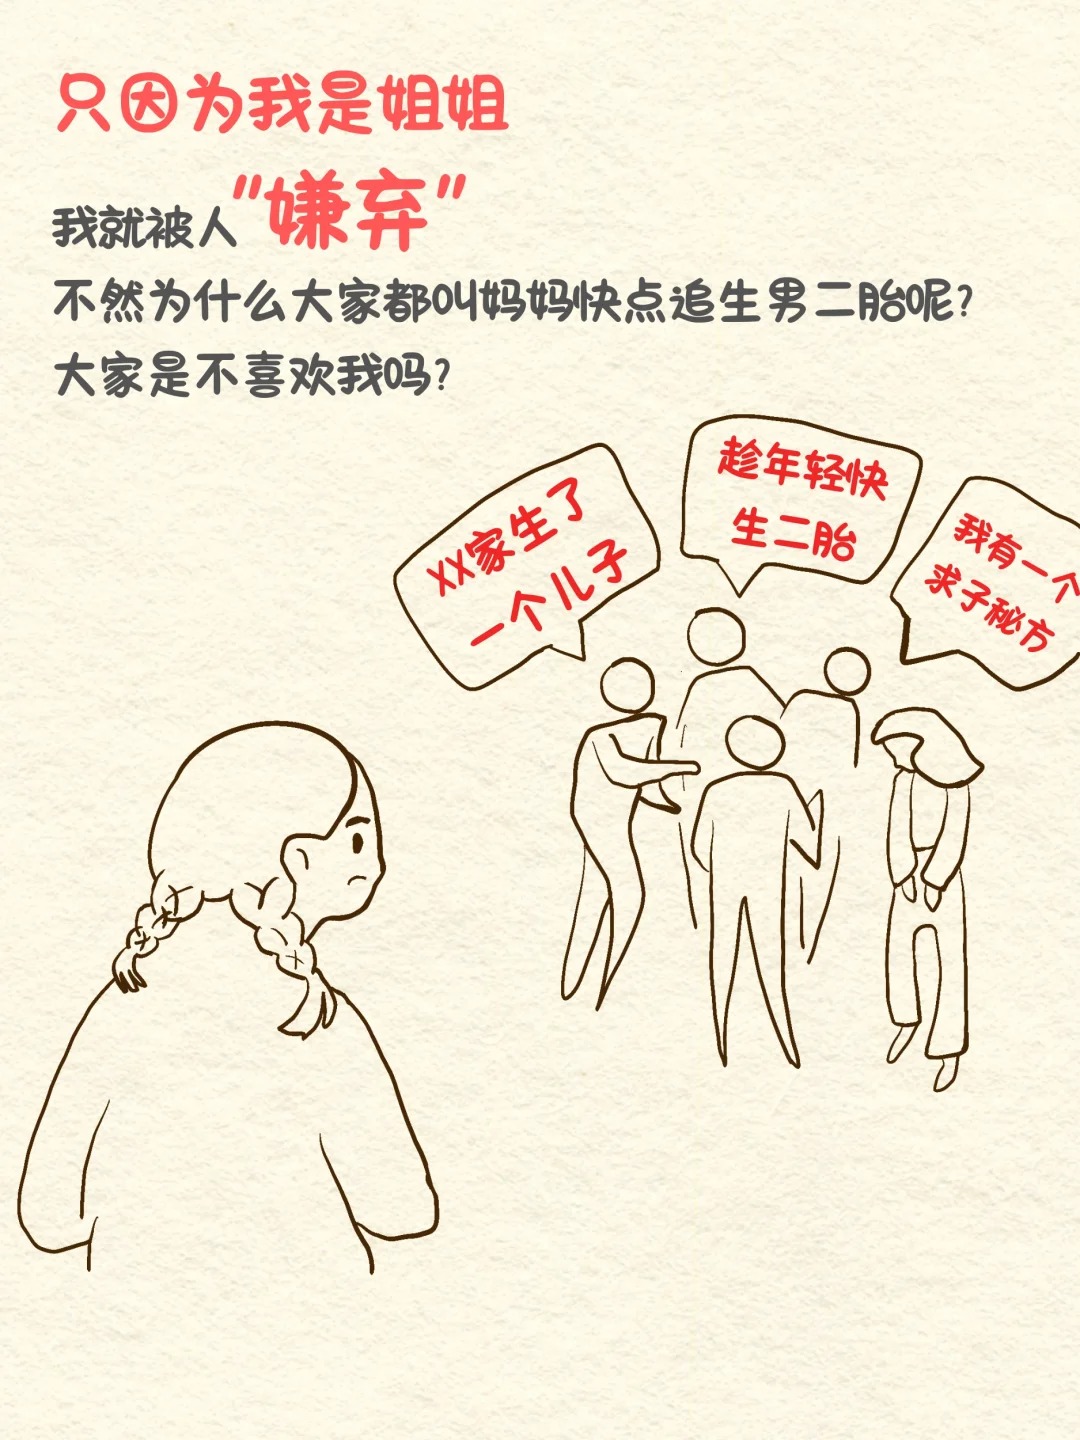 只因为我是姐姐
我就被人"嫌弃"
不然为什么大家都叫妈妈快点追生男二胎呢?
大家是不喜欢我吗?
XX家生了
一个儿子
趁年轻快
生二胎
我有一个
求子秘方